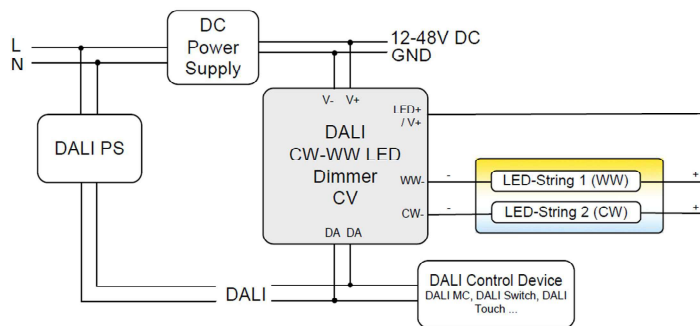 DC
Power
Supply
L
N
12-48V DC
GND
V- V+
LED+
/ V+
DALI PS
DALI
CW-WW LED
Dimmer
CV
WW-
-
LED-String 1 (WW)
+
CW-
-
LED-String 2 (CW)
+
DA DA
DALI
DALI Control Device
DALI MC, DALI Switch, DALI
Touch ...